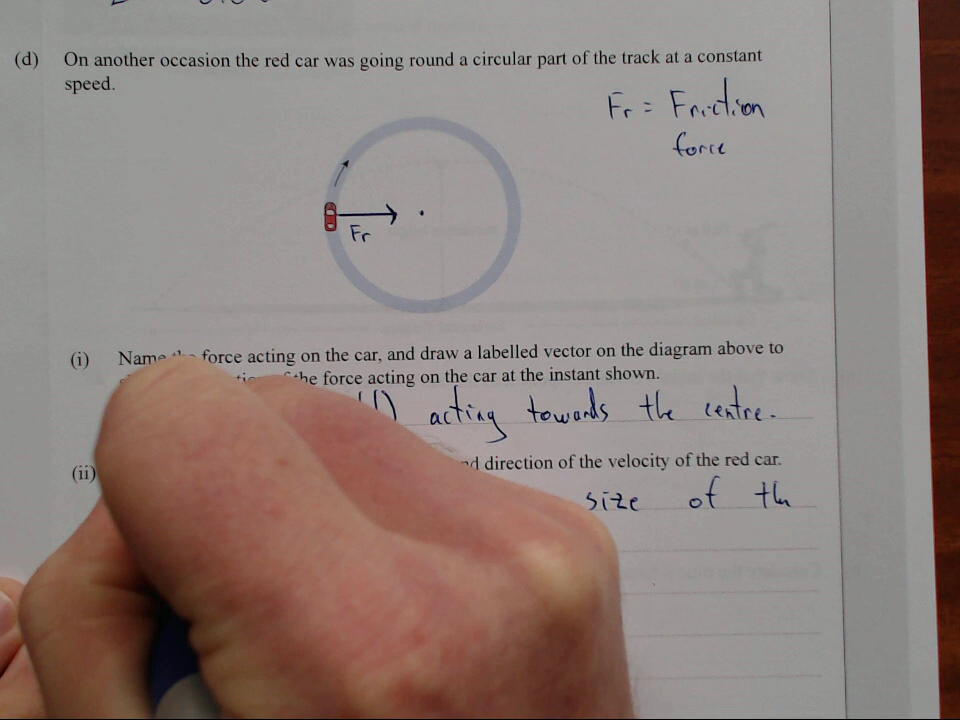 (d) On another occasion the red car was going round a circular part of the track at a constant
speed.
Fr = Friction
force
Fr
(i) Name the force acting on the car, and draw a labelled vector on the diagram above to
the force acting on the car at the instant shown.
acting towards the centre.
(ii) direction of the velocity of the red car.
size of the